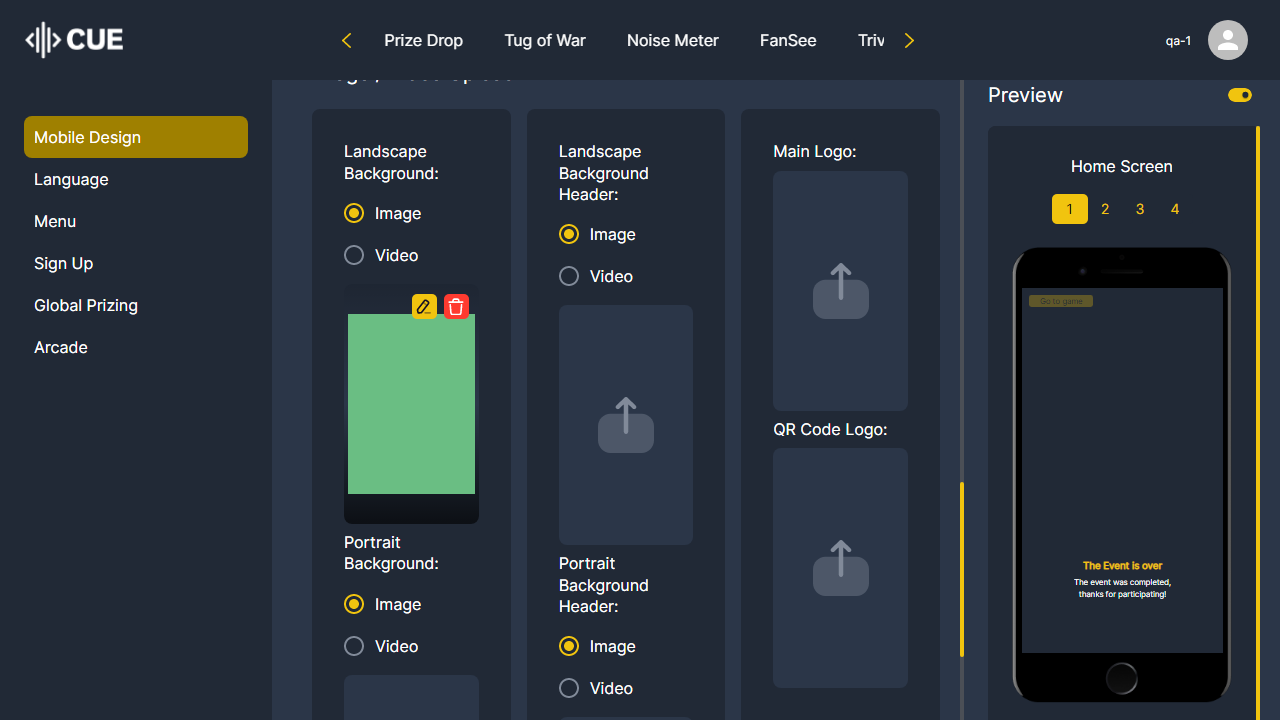 CUE
Prize Drop
Tug of War
Noise Meter
FanSee
Triv
qa-1
Mobile Design
Language
Menu
Sign Up
Global Prizing
Arcade
Landscape
Background:
Image
Video
Portrait
Background:
Image
Video
Landscape
Background
Header:
Image
Video
Portrait
Background
Header:
Image
Video
Main Logo:
QR Code Logo:
Preview
Home Screen
1
2
3
4
Go to game
The Event is over
The event was completed,
thanks for participating!